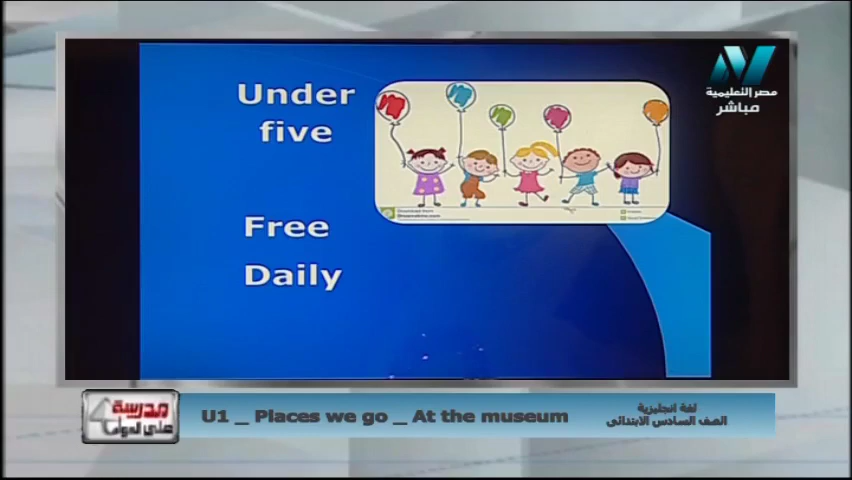 Under
five
Free
Daily
مصر التعليمية
مباشر
مدرسة
على الهواء
U1 _ Places we go _ At the museum
لغة انجليزية
الصف السادس الابتدائى